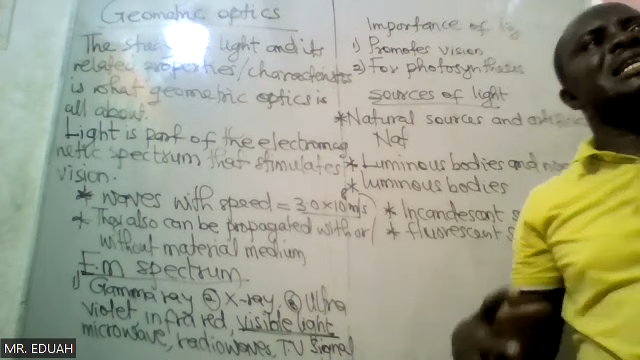 Geometric optics
The study light and its
related properties/characteristics
is what geometric optics is
all about.
Light is part of the electromag
netic spectrum that stimulates
vision.
* waves with speed = 3.0×10⁸m/s
* They also can be propagated with or
without material medium
E.m spectrum.
1) Gamma ray ② X-ray, ③ Ultra
violet infrared, visible light
microwave, radiowaves, TV Signal
Importance of
1) Promotes vision
2) For photosynthesis
sources of light
* Natural sources and
Nat
* Luminous bodies and non
* luminous bodies
* Incandescant s
* fluorescant s
MR. EDUAH